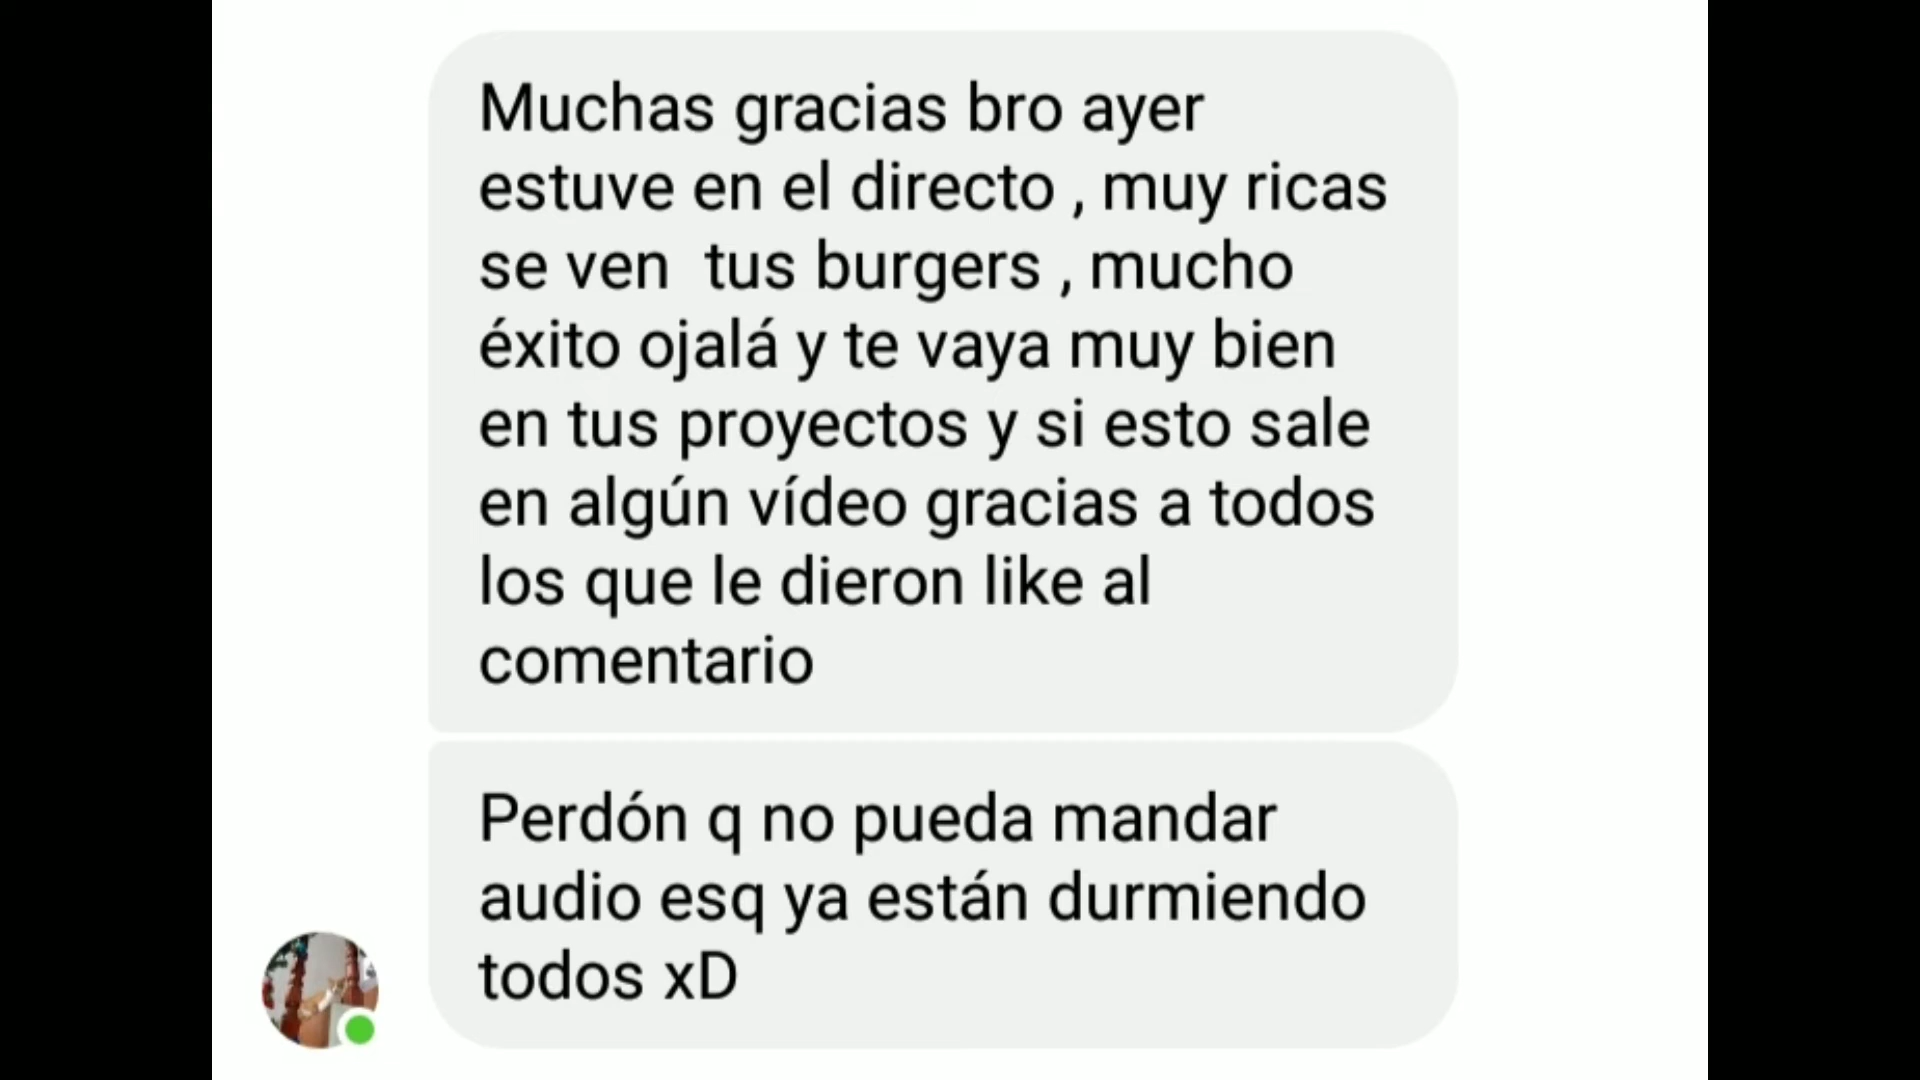 Muchas gracias bro ayer
estuve en el directo , muy ricas
se ven  tus burgers , mucho
éxito ojalá y te vaya muy bien
en tus proyectos y si esto sale
en algún vídeo gracias a todos
los que le dieron like al
comentario
Perdón q no pueda mandar
audio esq ya están durmiendo
todos xD